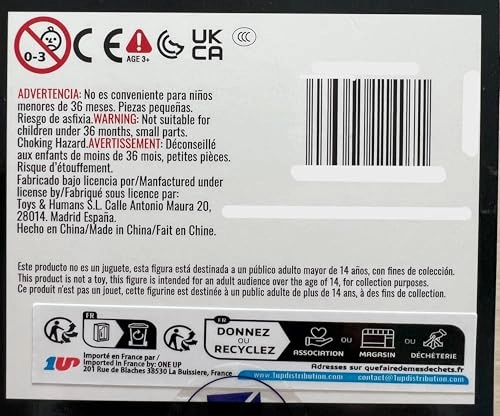 0-3
CE
AGE 3+
UK
CA
CCC
ADVERTENCIA: No es conveniente para niños
menores de 36 meses. Piezas pequeñas.
Riesgo de asfixia.WARNING: Not suitable for
children under 36 months, small parts.
Choking Hazard.AVERTISSEMENT: Déconseillé
aux enfants de moins de 36 mois, petites pièces.
Risque d'étouffement.
Fabricado bajo licencia por/Manfactured under
license by/Fabriqué sous licence par:
Toys & Humans S.L. Calle Antonio Maura 20,
28014. Madrid España.
Hecho en China/Made in China/Fait en Chine.
Este producto no es un juguete, esta figura está destinada a un público adulto mayor de 14 años, con fines de colección.
This product is not a toy, this figure is intended for an adult audience over the age of 14, for collection purposes.
Ce produit n'est pas un jouet, cette figurine est destinée à un public adulte de plus de 14 ans, à des fins de collection.
FR
FR
DONNEZ
OU
RECYCLEZ
ASSOCIATION
OU
MAGASIN
OU
DÉCHÈTERIE
Adresses sur quefairedemesdechets.fr
1UP
Importé en France par /
Imported in France by: ONE UP
201 Rue de Blaches 38530 La Buissiere, France
www.1updistribution.com
contact@1updistribution.com